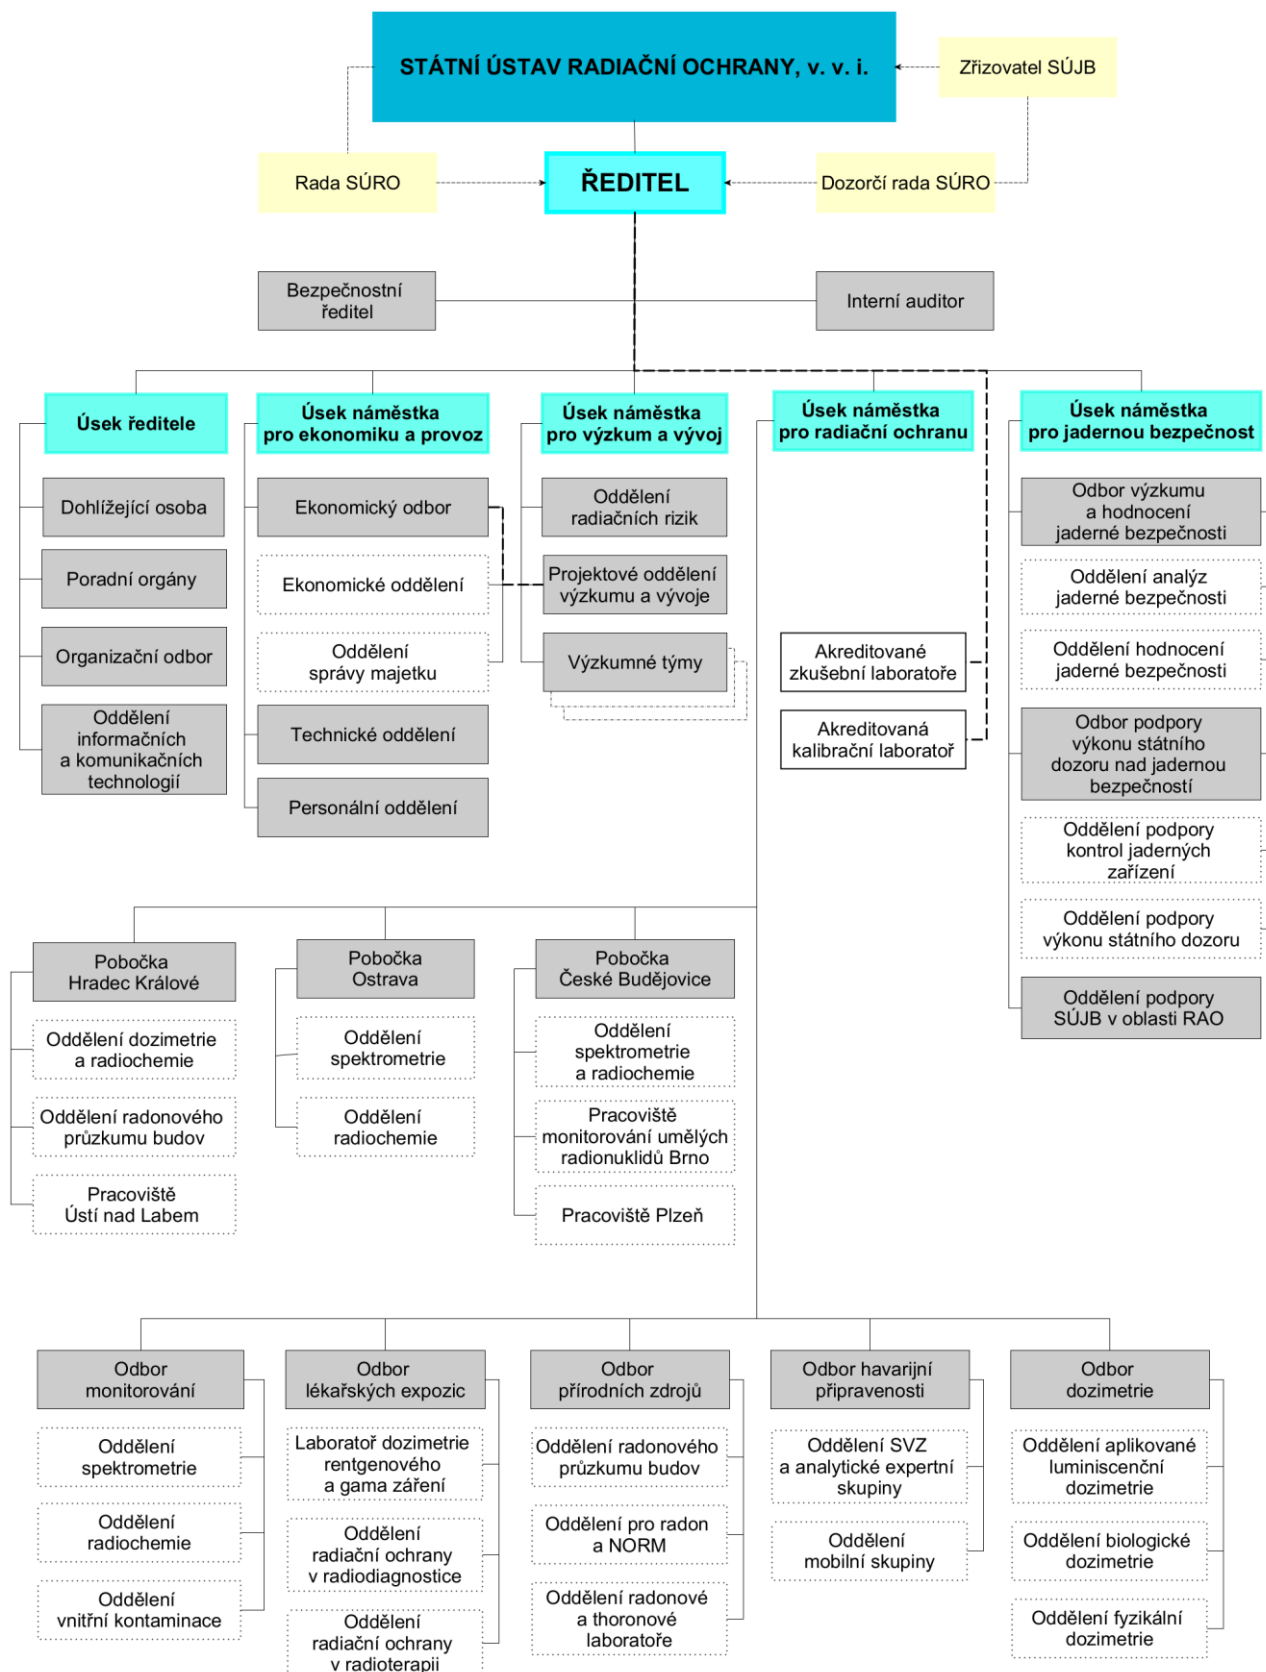 STÁTNÍ ÚSTAV RADIAČNÍ OCHRANY, v. v. i.
Zřizovatel SÚJB
Rada SÚRO
ŘEDITEL
Dozorčí rada SÚRO
Bezpečnostní
ředitel
Interní auditor
Úsek ředitele
Úsek náměstka
pro ekonomiku a provoz
Úsek náměstka
pro výzkum a vývoj
Úsek náměstka
pro radiační ochranu
Úsek náměstka
pro jadernou bezpečnost
Dohlížející osoba
Poradní orgány
Organizační odbor
Oddělení
informačních
a komunikačních
technologií
Ekonomický odbor
Ekonomické oddělení
Oddělení
správy majetku
Technické oddělení
Personální oddělení
Oddělení
radiačních rizik
Projektové oddělení
výzkumu a vývoje
Výzkumné týmy
Akreditované
zkušební laboratoře
Akreditovaná
kalibrační laboratoř
Odbor výzkumu
a hodnocení
jaderné bezpečnosti
Oddělení analýz
jaderné bezpečnosti
Oddělení hodnocení
jaderné bezpečnosti
Odbor podpory
výkonu státního
dozoru nad jadernou
bezpečností
Oddělení podpory
kontrol jaderných
zařízení
Oddělení podpory
výkonu státního dozoru
Oddělení podpory
SÚJB v oblasti RAO
Pobočka
Hradec Králové
Oddělení dozimetrie
a radiochemie
Oddělení radonového
průzkumu budov
Pracoviště
Ústí nad Labem
Pobočka
Ostrava
Oddělení
spektrometrie
Oddělení
radiochemie
Pobočka
České Budějovice
Oddělení
spektrometrie
a radiochemie
Pracoviště
monitorování umělých
radionuklidů Brno
Pracoviště Plzeň
Odbor
monitorování
Oddělení
spektrometrie
Oddělení
radiochemie
Oddělení
vnitřní kontaminace
Odbor
lékařských expozic
Laboratoř dozimetrie
rentgenového
a gama záření
Oddělení
radiační ochrany
v radiodiagnostice
Oddělení
radiační ochrany
v radioterapii
Odbor
přírodních zdrojů
Oddělení radonového
průzkumu budov
Oddělení pro radon
a NORM
Oddělení radonové
a thoronové
laboratoře
Odbor havarijní
připravenosti
Oddělení SVZ
a analytické expertní
skupiny
Oddělení
mobilní skupiny
Odbor
dozimetrie
Oddělení aplikované
luminiscenční
dozimetrie
Oddělení biologické
dozimetrie
Oddělení fyzikální
dozimetrie